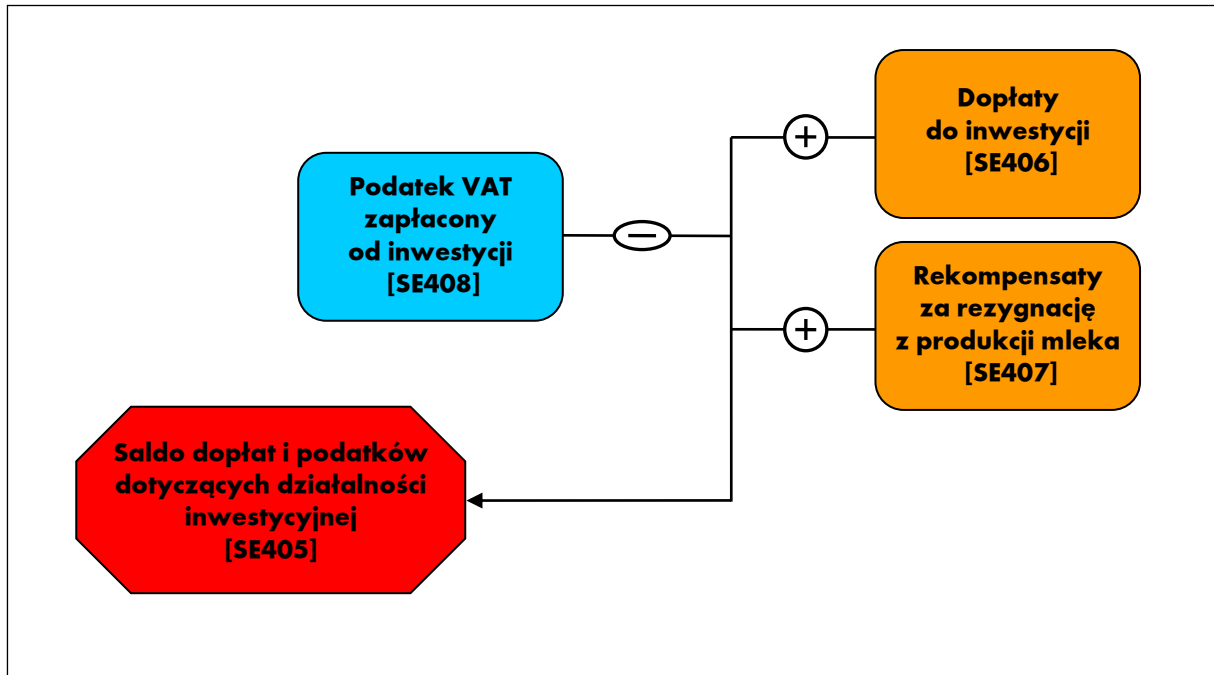 Dopłaty
do inwestycji
[SE406]
+
Podatek VAT
zapłacony
od inwestycji
[SE408]
−
Rekompensaty
za rezygnację
z produkcji mleka
[SE407]
+
Saldo dopłat i podatków
dotyczących działalności
inwestycyjnej
[SE405]